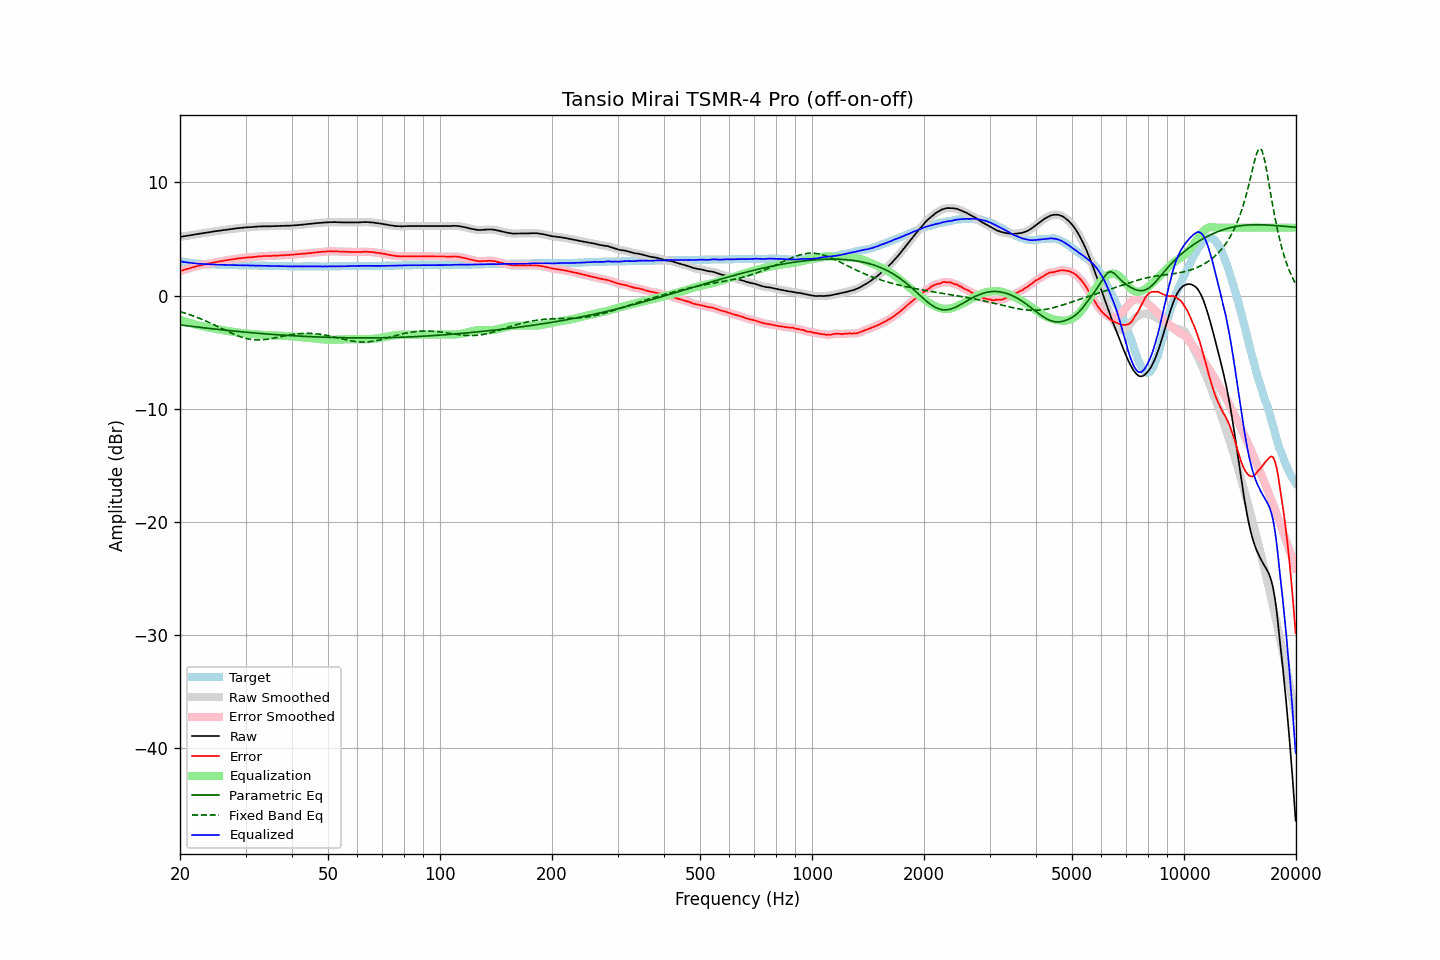 Tansio Mirai TSMR-4 Pro (off-on-off)
Amplitude (dBr)
10
0
−10
−20
−30
−40
Target
Raw Smoothed
Error Smoothed
Raw
Error
Equalization
Parametric Eq
Fixed Band Eq
Equalized
20 50 100 200 500 1000 2000 5000 10000 20000
Frequency (Hz)